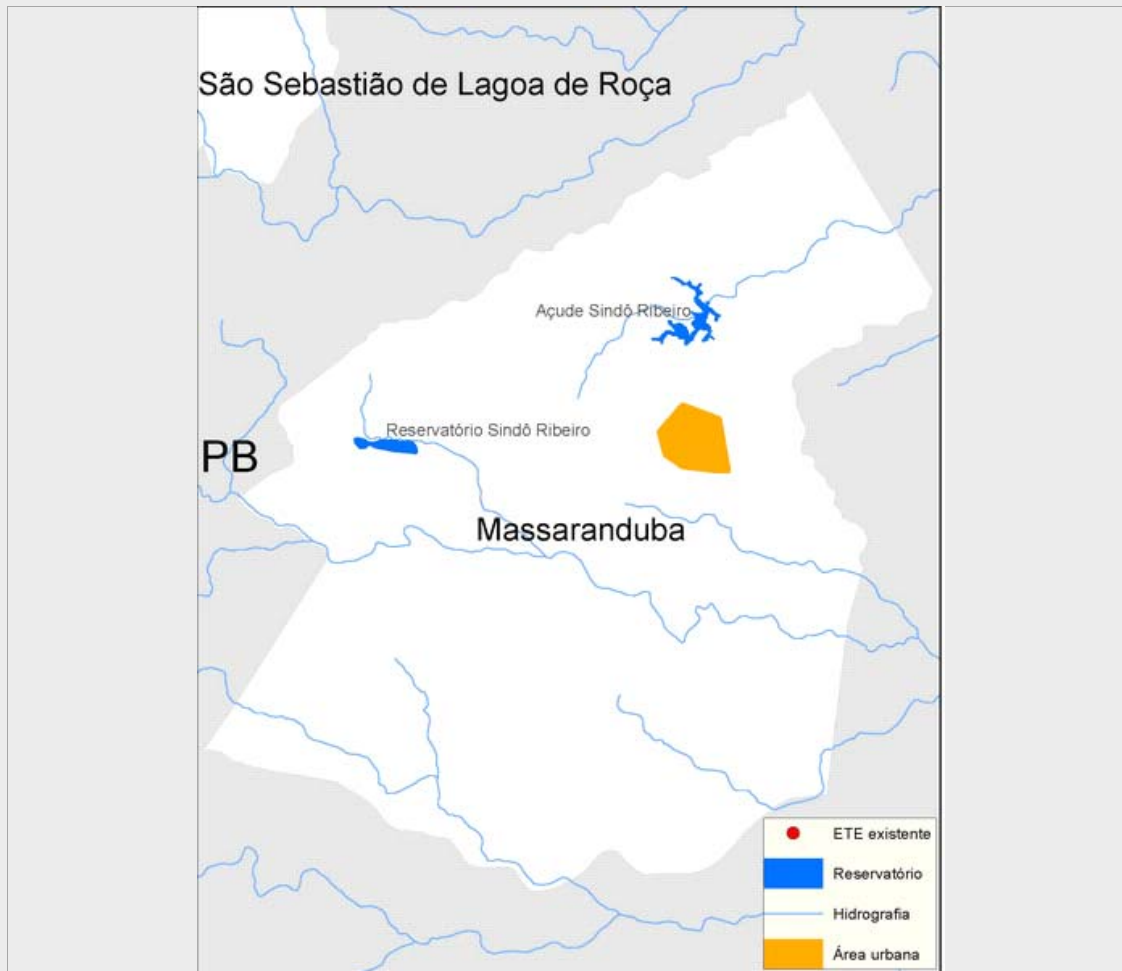 São Sebastião de Lagoa de Roça
Açude Sindô Ribeiro
Reservatório Sindô Ribeiro
PB
Massaranduba
ETE existente
Reservatório
Hidrografia
Área urbana